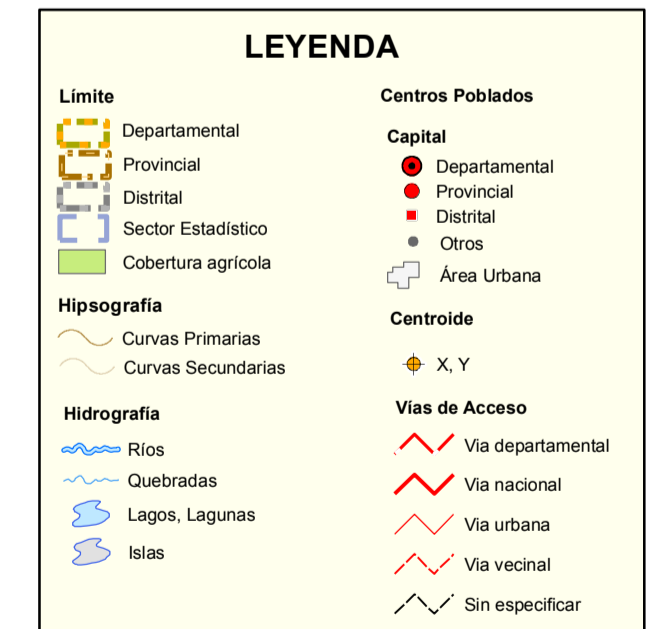 LEYENDA
Límite
Departamental
Provincial
Distrital
Sector Estadístico
Cobertura agrícola
Hipsografía
Curvas Primarias
Curvas Secundarias
Hidrografía
Ríos
Quebradas
Lagos, Lagunas
Islas
Centros Poblados
Capital
Departamental
Provincial
Distrital
Otros
Área Urbana
Centroide
X, Y
Vías de Acceso
Via departamental
Via nacional
Via urbana
Via vecinal
Sin especificar